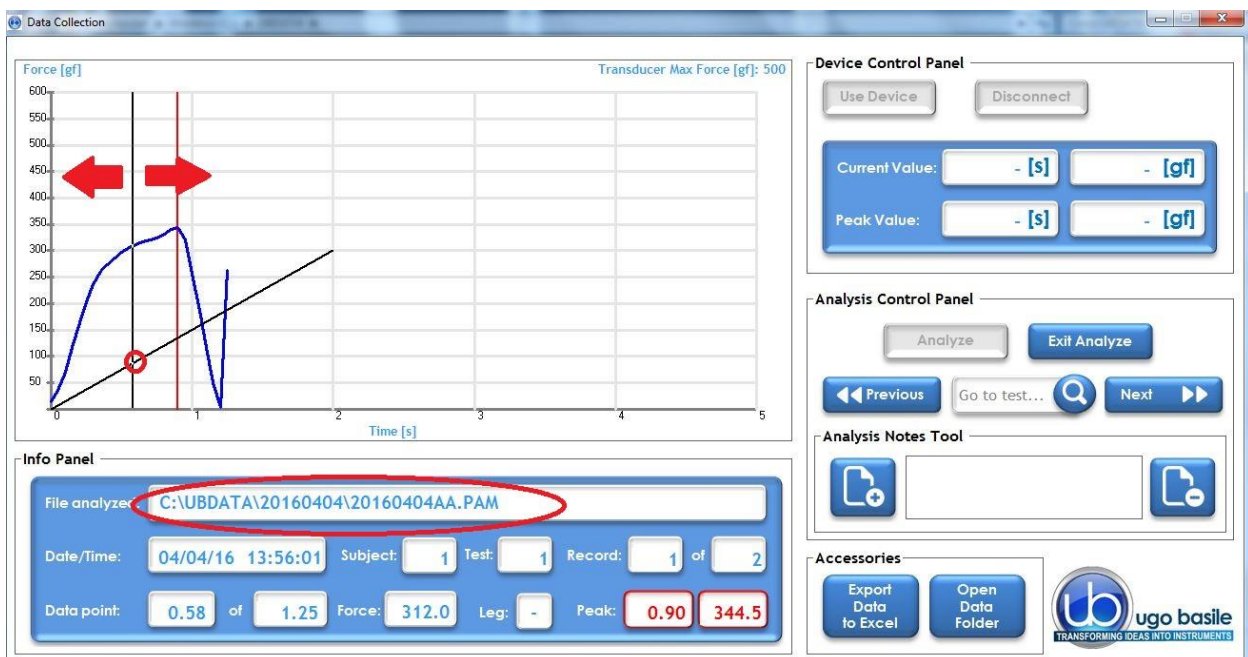 Data Collection
Force [gf]
Transducer Max Force [gf]: 500
600
550
500
450
400
350
300
250
200
150
100
50
0
1
2
3
4
5
Time [s]
Info Panel
File analyzed:
C:\UBDATA\20160404\20160404AA.PAM
Date/Time: 04/04/16 13:56:01 Subject: 1 Test: 1 Record: 1 of 2
Data point: 0.58 of 1.25 Force: 312.0 Leg: - Peak: 0.90 344.5
Device Control Panel
Use Device
Disconnect
Current Value: - [s] - [gf]
Peak Value: - [s] - [gf]
Analysis Control Panel
Analyze
Exit Analyze
Previous
Go to test...
Next
Analysis Notes Tool
Accessories
Export
Data
to Excel
Open
Data
Folder
ub
ugo basile
TRANSFORMING IDEAS INTO INSTRUMENTS